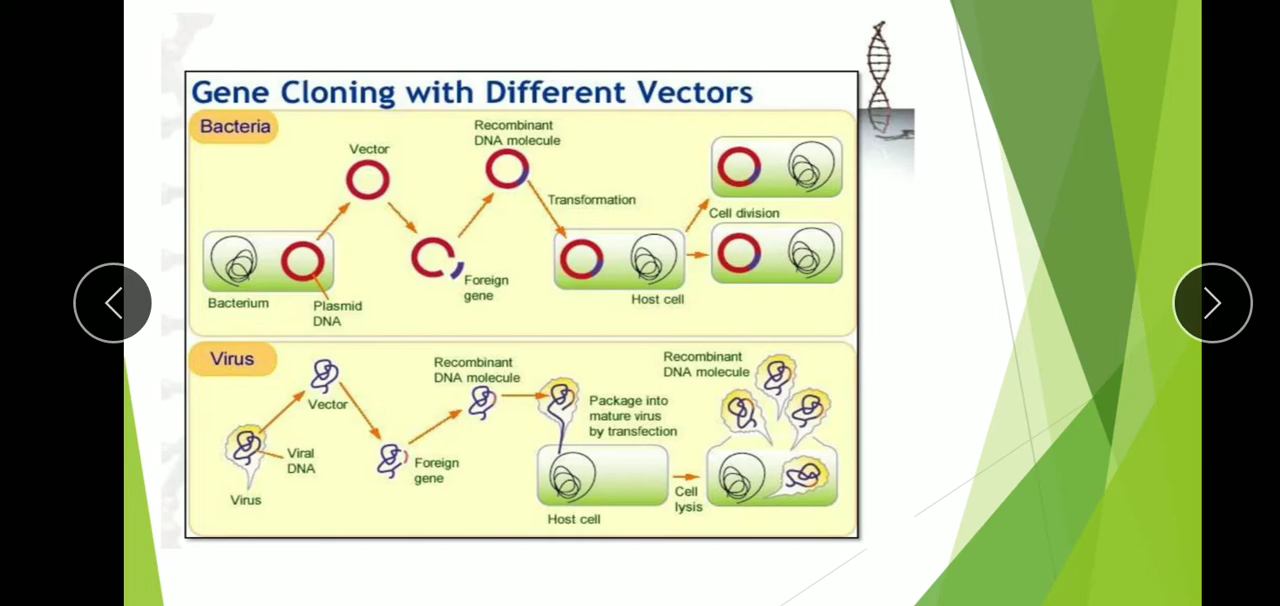 Gene Cloning with Different Vectors
Bacteria
Vector
Recombinant
DNA molecule
Transformation
Cell division
Foreign
gene
Bacterium
Plasmid
DNA
Host cell
Virus
Vector
Recombinant
DNA molecule
Recombinant
DNA molecule
Package into
mature virus
by transfection
Viral
DNA
Foreign
gene
Virus
Cell
lysis
Host cell